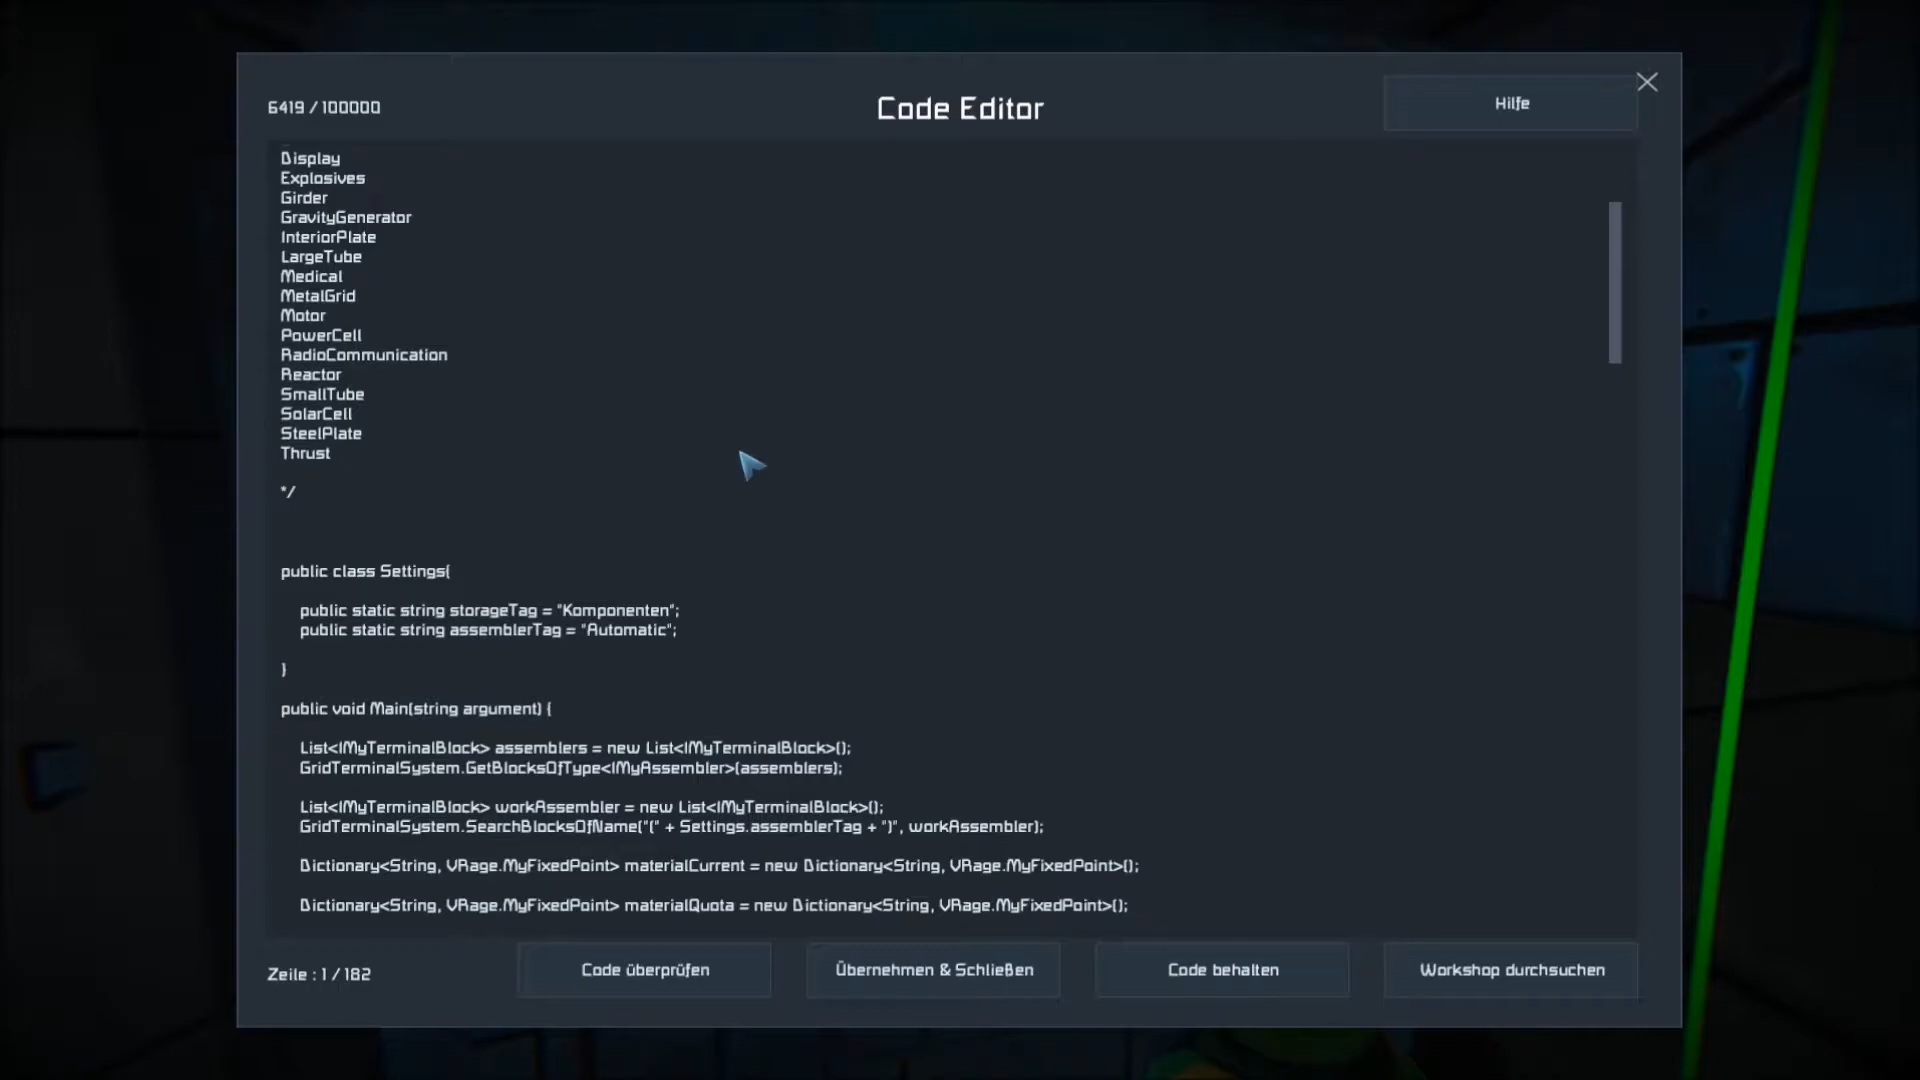 6419 / 100000
Code Editor
Hilfe
Display
Explosives
Girder
GravityGenerator
InteriorPlate
LargeTube
Medical
MetalGrid
Motor
PowerCell
RadioCommunication
Reactor
SmallTube
SolarCell
SteelPlate
Thrust
*/
public class Settings{
public static string storageTag = "Komponenten";
public static string assemblerTag = "Automatic";
}
public void Main(string argument) {
List<IMyTerminalBlock> assemblers = new List<IMyTerminalBlock>();
GridTerminalSystem.GetBlocksOfType<IMyAssembler>(assemblers);
List<IMyTerminalBlock> workAssembler = new List<IMyTerminalBlock>();
GridTerminalSystem.SearchBlocksOfName("(" + Settings.assemblerTag + ")", workAssembler);
Dictionary<String, VRage.MyFixedPoint> materialCurrent = new Dictionary<String, VRage.MyFixedPoint>();
Dictionary<String, VRage.MyFixedPoint> materialQuota = new Dictionary<String, VRage.MyFixedPoint>();
Zeile : 1 / 182
Code überprüfen
Übernehmen & Schließen
Code behalten
Workshop durchsuchen